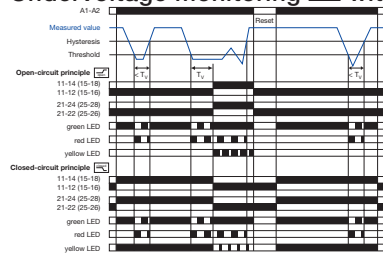 Undervoltage monitoring
A1-A2
Reset
Measured value
Hysteresis
Threshold
< Tv
Tv
< Tv
Open-circuit principle
11-14 (15-18)
11-12 (15-16)
21-24 (25-28)
21-22 (25-26)
green LED
red LED
yellow LED
Closed-circuit principle
11-14 (15-18)
11-12 (15-16)
21-24 (25-28)
21-22 (25-26)
green LED
red LED
yellow LED